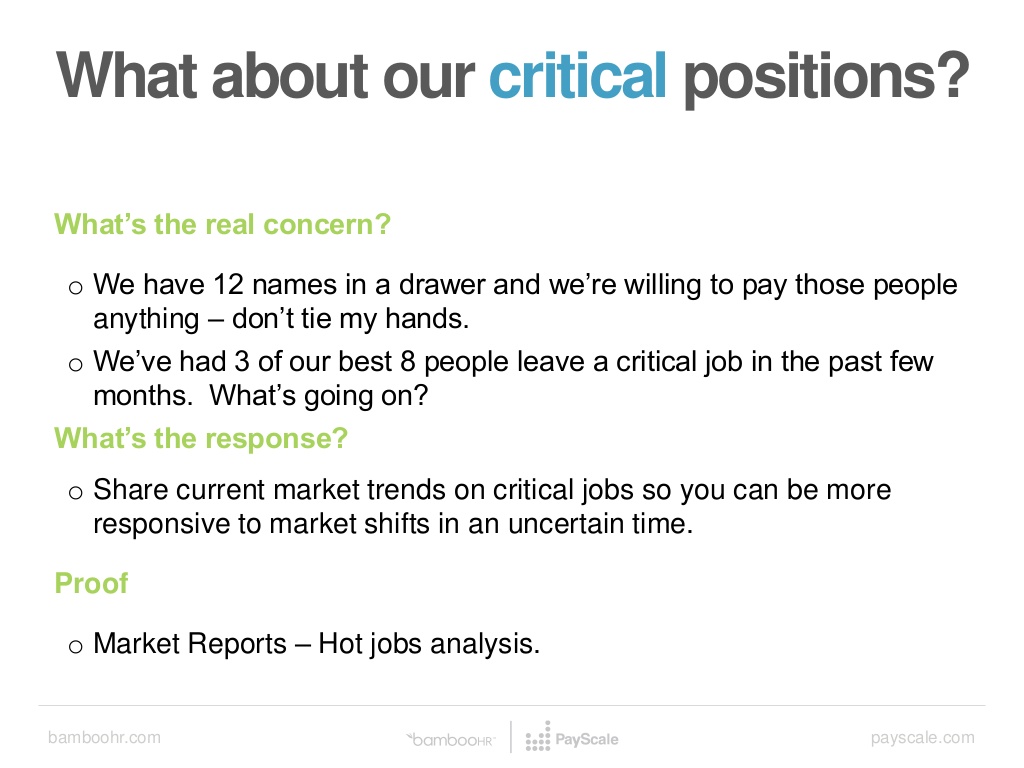 What about our critical positions?
What’s the real concern?
o We have 12 names in a drawer and we’re willing to pay those people
anything – don’t tie my hands.
o We’ve had 3 of our best 8 people leave a critical job in the past few
months.  What’s going on?
What’s the response?
o Share current market trends on critical jobs so you can be more
responsive to market shifts in an uncertain time.
Proof
o Market Reports – Hot jobs analysis.
bamboohr.com bambooHR PayScale payscale.com